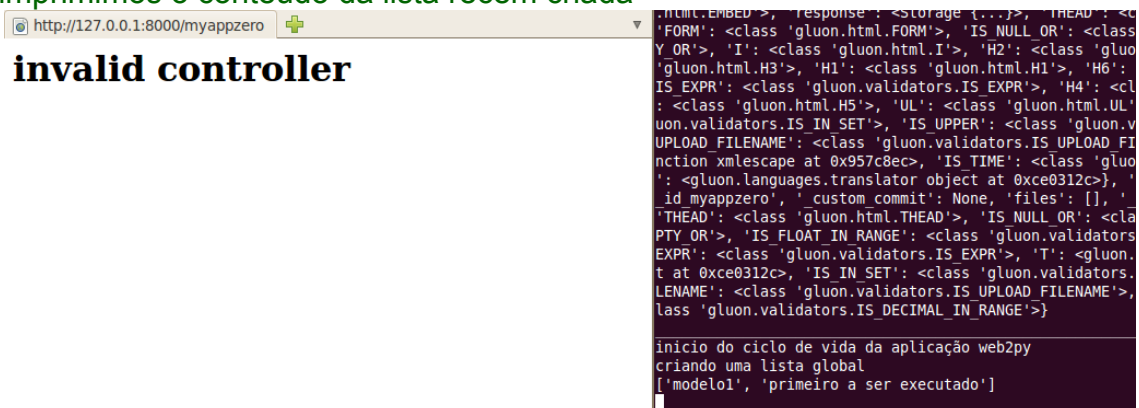 imprimimos o conteúdo da lista recém criada
http://127.0.0.1:8000/myappzero
invalid controller
.html.EMBED'>, 'response': <Storage {...}>, 'THEAD': <c
'FORM': <class 'gluon.html.FORM'>, 'IS_NULL_OR': <class
Y_OR'>, 'I': <class 'gluon.html.I'>, 'H2': <class 'gluo
'gluon.html.H3'>, 'H1': <class 'gluon.html.H1'>, 'H6':
IS_EXPR': <class 'gluon.validators.IS_EXPR'>, 'H4': <cl
: <class 'gluon.html.H5'>, 'UL': <class 'gluon.html.UL'
uon.validators.IS_IN_SET'>, 'IS_UPPER': <class 'gluon.v
UPLOAD_FILENAME': <class 'gluon.validators.IS_UPLOAD_FI
nction xmlescape at 0x957c8ec>, 'IS_TIME': <class 'gluo
': <gluon.languages.translator object at 0xce0312c>}, '
_id_myappzero', '_custom_commit': None, 'files': [], '_
'THEAD': <class 'gluon.html.THEAD'>, 'IS_NULL_OR': <cla
PTY_OR'>, 'IS_FLOAT_IN_RANGE': <class 'gluon.validators
EXPR': <class 'gluon.validators.IS_EXPR'>, 'T': <gluon.
t at 0xce0312c>, 'IS_IN_SET': <class 'gluon.validators.
LENAME': <class 'gluon.validators.IS_UPLOAD_FILENAME'>,
lass 'gluon.validators.IS_DECIMAL_IN_RANGE'>}
inicio do ciclo de vida da aplicação web2py
criando uma lista global
['modelo1', 'primeiro a ser executado']